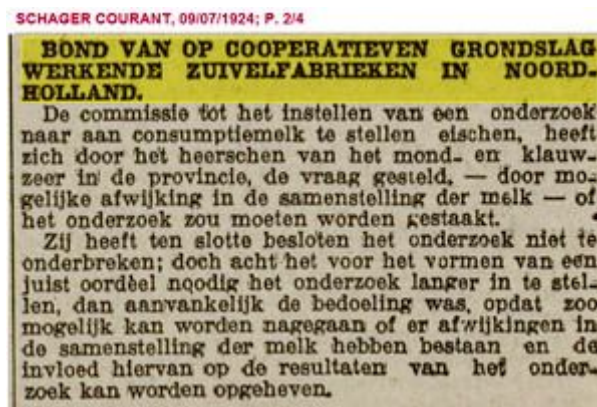 SCHAGER COURANT, 09/07/1924; P. 2/4
BOND VAN OP COOPERATIEVEN GRONDSLAG
WERKENDE ZUIVELFABRIEKEN IN NOORD-
HOLLAND.
De commissie tot het instellen van een onderzoek
naar aan consumptiemelk te stellen eischen, heeft
zich door het heerschen van het mond- en klauw-
zeer in de provincie, de vraag gesteld, — door mo-
gelijke afwijking in de samenstelling der melk — of
het onderzoek zou moeten worden gestaakt.
Zij heeft ten slotte besloten het onderzoek niet te
onderbreken; doch acht het voor het vormen van een
juist oordeel noodig het onderzoek langer in te stel-
len, dan aanvankelijk de bedoeling was, opdat zoo
mogelijk kan worden nagegaan of er afwijkingen in
de samenstelling der melk hebben bestaan en de
invloed hiervan op de resultaten van het onder-
zoek kan worden opgeheven.